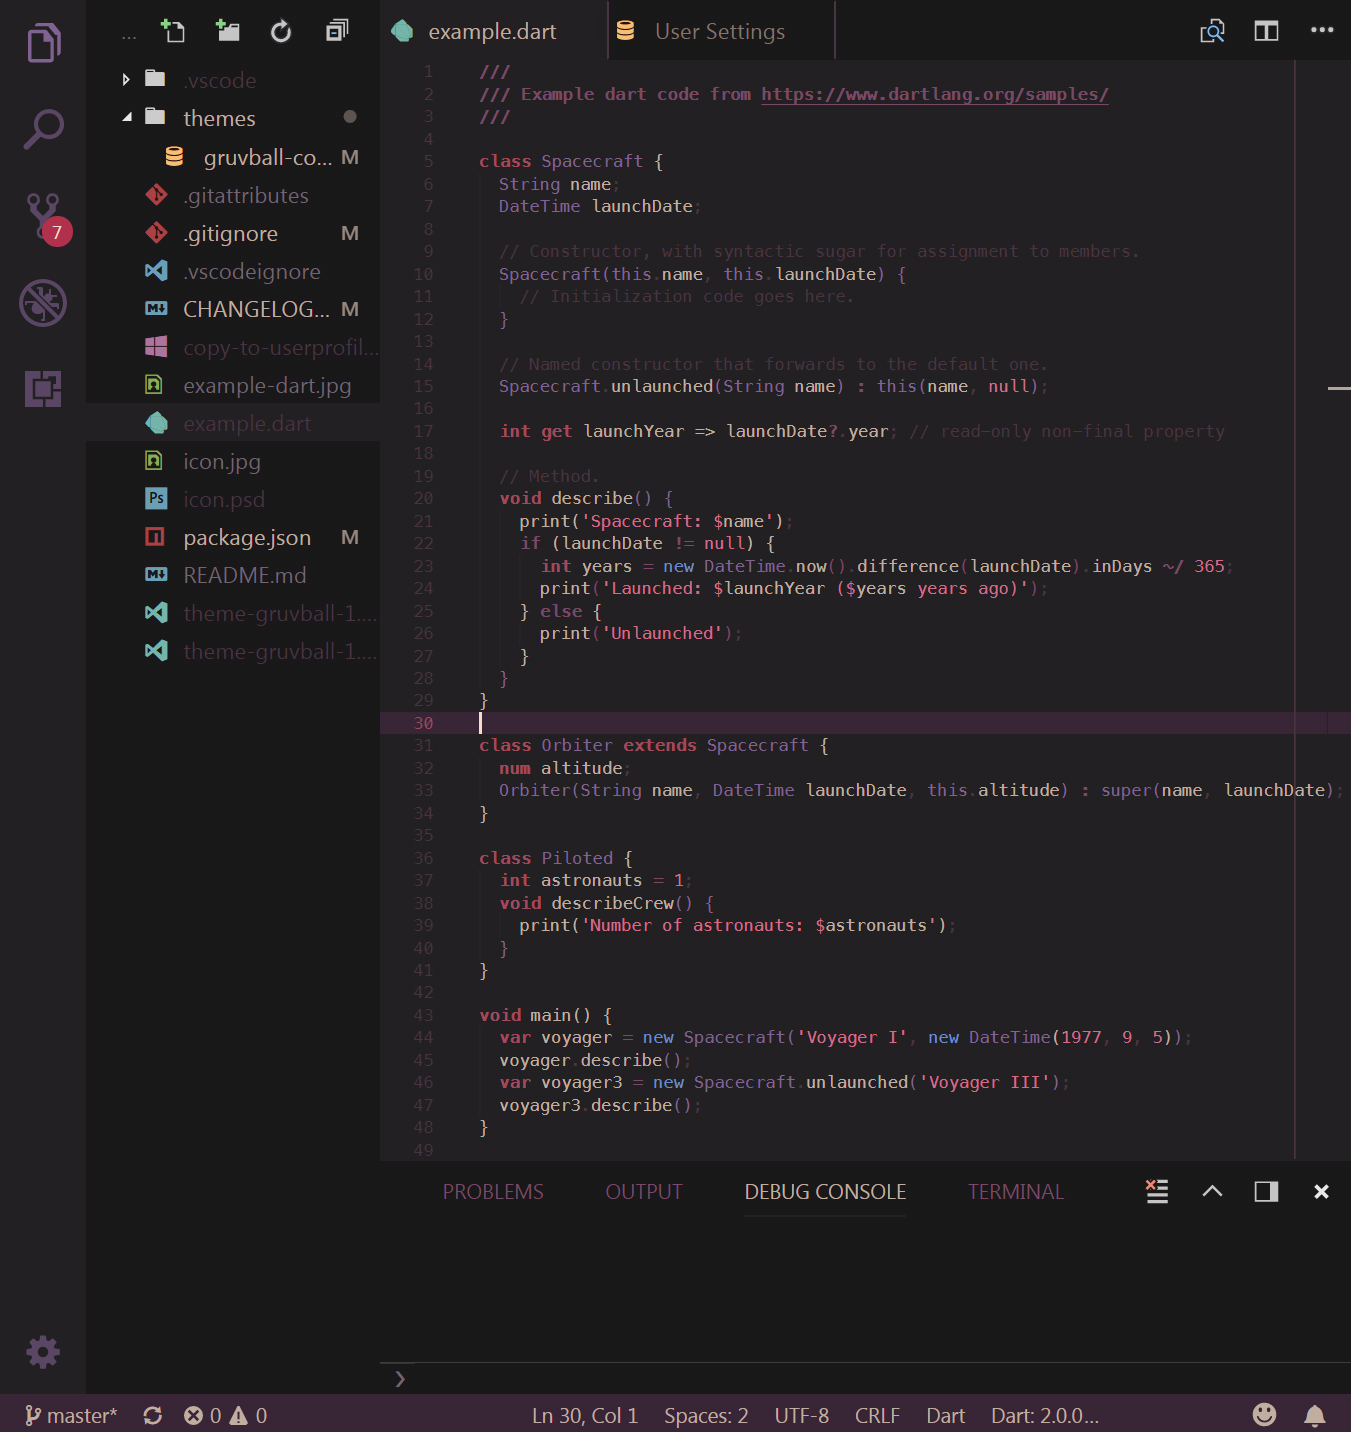 ...
example.dart
User Settings
...
.vscode
themes
gruvball-co... M
.gitattributes
.gitignore M
7
.vscodeignore
CHANGELOG... M
copy-to-userprofil...
example-dart.jpg
example.dart
icon.jpg
Ps icon.psd
package.json M
README.md
theme-gruvball-1....
theme-gruvball-1....
1 ///
2 /// Example dart code from https://www.dartlang.org/samples/
3 ///
4
5 class Spacecraft {
6 String name;
7 DateTime launchDate;
8
9 // Constructor, with syntactic sugar for assignment to members.
10 Spacecraft(this.name, this.launchDate) {
11 // Initialization code goes here.
12 }
13
14 // Named constructor that forwards to the default one.
15 Spacecraft.unlaunched(String name) : this(name, null);
16
17 int get launchYear => launchDate?.year; // read-only non-final property
18
19 // Method.
20 void describe() {
21 print('Spacecraft: $name');
22 if (launchDate != null) {
23 int years = new DateTime.now().difference(launchDate).inDays ~/ 365;
24 print('Launched: $launchYear ($years years ago)');
25 } else {
26 print('Unlaunched');
27 }
28 }
29 }
30
31 class Orbiter extends Spacecraft {
32 num altitude;
33 Orbiter(String name, DateTime launchDate, this.altitude) : super(name, launchDate);
34 }
35
36 class Piloted {
37 int astronauts = 1;
38 void describeCrew() {
39 print('Number of astronauts: $astronauts');
40 }
41 }
42
43 void main() {
44 var voyager = new Spacecraft('Voyager I', new DateTime(1977, 9, 5));
45 voyager.describe();
46 var voyager3 = new Spacecraft.unlaunched('Voyager III');
47 voyager3.describe();
48 }
49
PROBLEMS OUTPUT DEBUG CONSOLE TERMINAL
master* 0 0 Ln 30, Col 1 Spaces: 2 UTF-8 CRLF Dart Dart: 2.0.0...